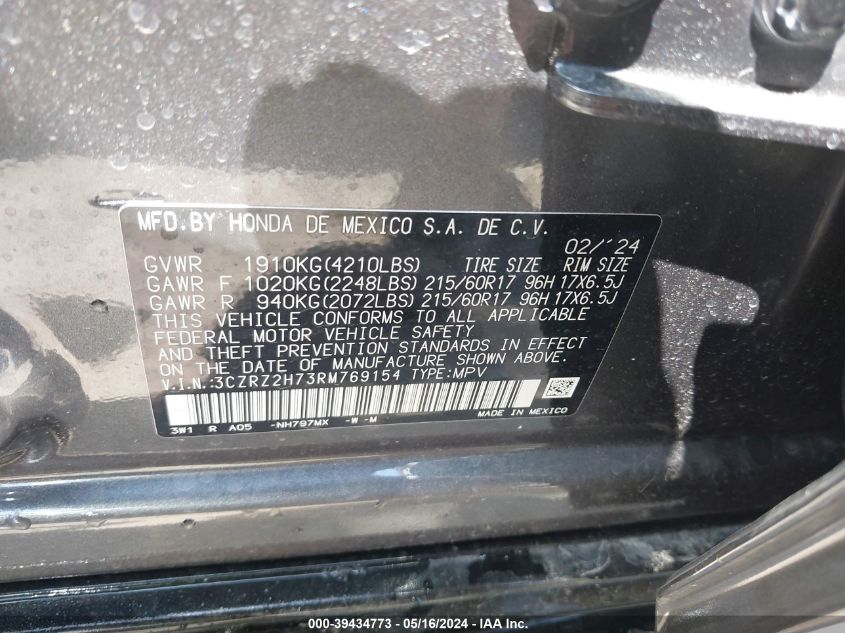 MFD.BY HONDA DE MEXICO S.A. DE C.V.
02/'24
GVWR 1910KG(4210LBS) TIRE SIZE RIM SIZE
GAWR F 1020KG(2248LBS) 215/60R17 96H 17X6.5J
GAWR R 940KG(2072LBS) 215/60R17 96H 17X6.5J
THIS VEHICLE CONFORMS TO ALL APPLICABLE
FEDERAL MOTOR VEHICLE SAFETY
AND THEFT PREVENTION STANDARDS IN EFFECT
ON THE DATE OF MANUFACTURE SHOWN ABOVE.
V.I.N.:3CZRZ2H73RM769154 TYPE:MPV
MADE IN MEXICO
3W1 R A05 -NH797MX -W -M
000-39434773 - 05/16/2024 - IAA Inc.